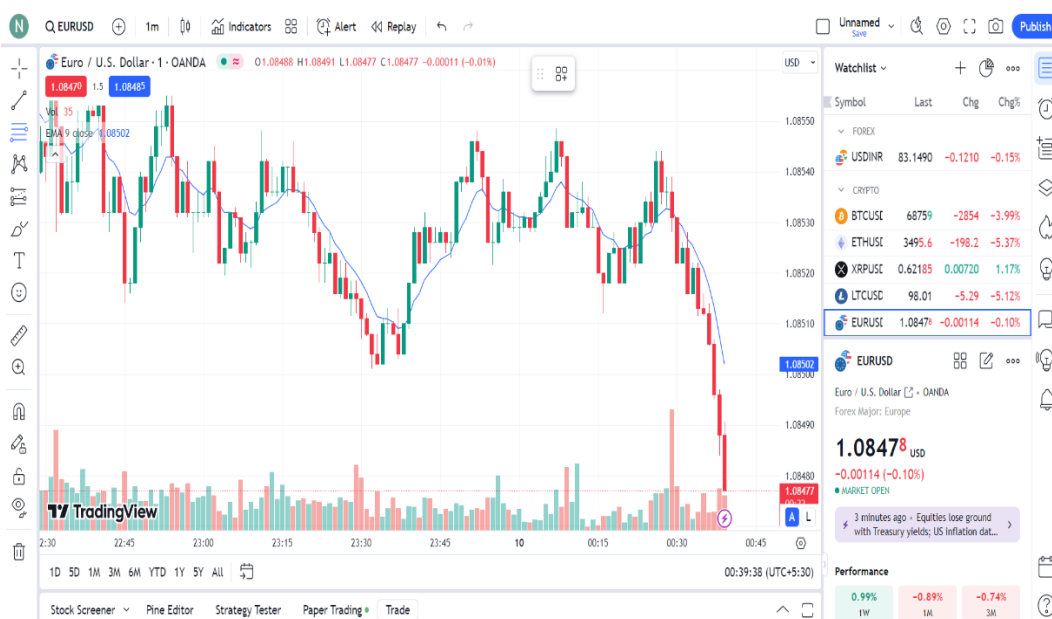 N
EURUSD
1m
Indicators
Alert
Replay
Unnamed
Save
Publish
Euro / U.S. Dollar · 1 · OANDA
O1.08488 H1.08491 L1.08477 C1.08477 −0.00011 (−0.01%)
USD
1.08470 1.5 1.08485
Vol 35
EMA 9 close 1.08502
1.08550
1.08540
1.08530
1.08520
1.08510
1.08502
1.08500
1.08490
1.08480
1.08477
A L
TradingView
2:30 22:45 23:00 23:15 23:30 23:45 10 00:15 00:30 00:45
1D 5D 1M 3M 6M YTD 1Y 5Y All
00:39:38 (UTC+5:30)
Stock Screener Pine Editor Strategy Tester Paper Trading Trade
Watchlist
Symbol Last Chg Chg%
FOREX
USDINR 83.1490 −0.1210 −0.15%
CRYPTO
BTCUSD 68759 −2854 −3.99%
ETHUSD 3495.6 −198.2 −5.37%
XRPUSD 0.62185 0.00720 1.17%
LTCUSD 98.01 −5.29 −5.12%
EURUSD 1.08478 −0.00114 −0.10%
EURUSD
Euro / U.S. Dollar · OANDA
Forex Major: Europe
1.08478 USD
−0.00114 (−0.10%)
MARKET OPEN
3 minutes ago · Equities lose ground
with Treasury yields; US inflation dat...
Performance
0.99% −0.89% −0.74%
1W 1M 3M